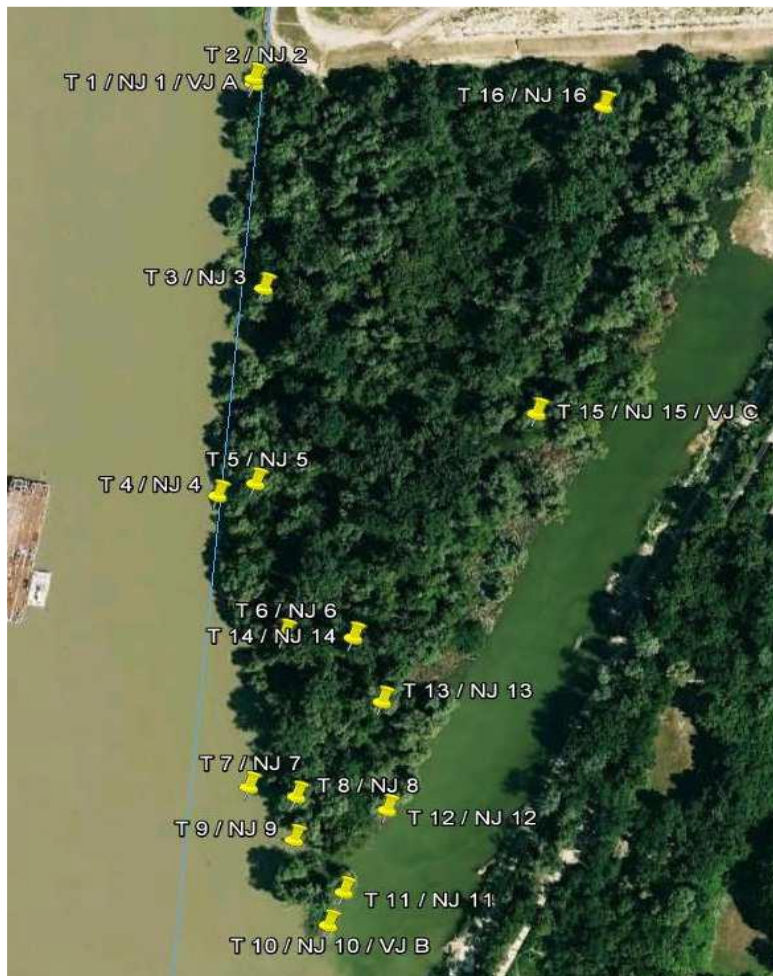 T 2 / NJ 2
T 1 / NJ 1 / VJ A
T 16 / NJ 16
T 3 / NJ 3
T 15 / NJ 15 / VJ C
T 5 / NJ 5
T 4 / NJ 4
T 6 / NJ 6
T 14 / NJ 14
T 13 / NJ 13
T 7 / NJ 7
T 8 / NJ 8
T 12 / NJ 12
T 9 / NJ 9
T 11 / NJ 11
T 10 / NJ 10 / VJ B